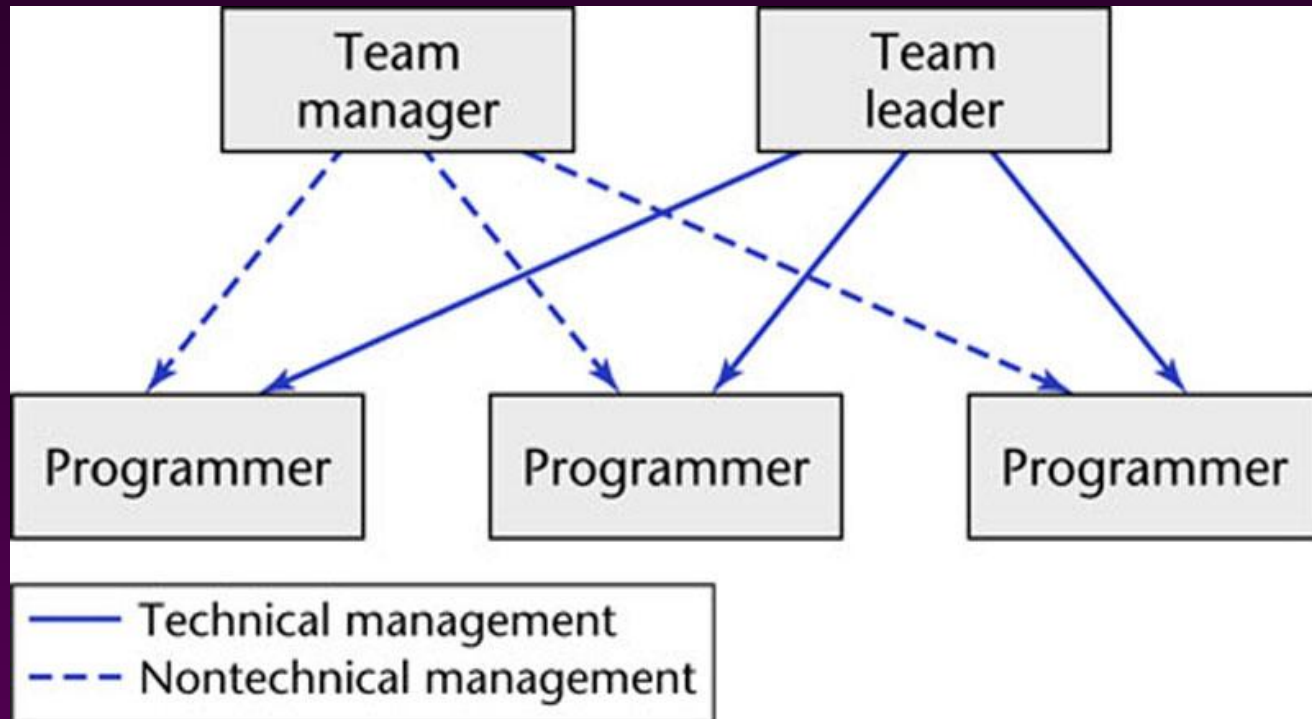 Team
manager
Team
leader
Programmer
Programmer
Programmer
Technical management
Nontechnical management